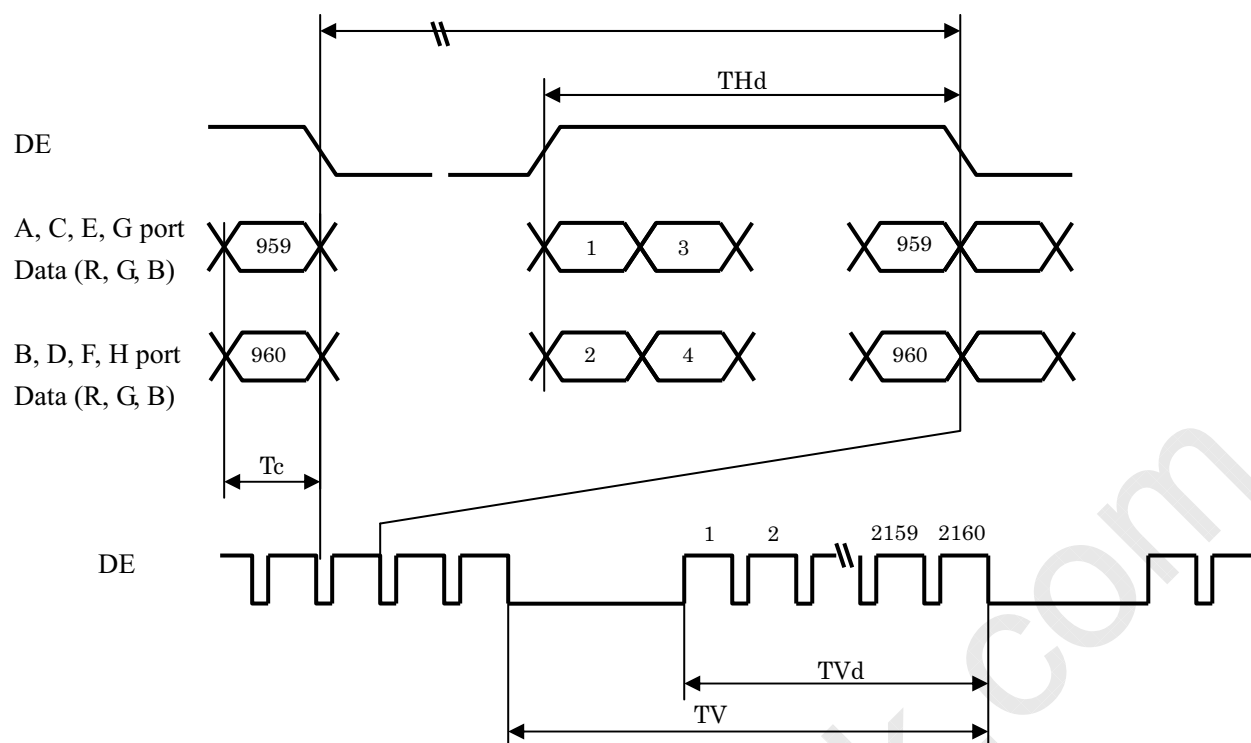 THd
DE
A, C, E, G port
Data (R, G, B)
959 1 3 959
B, D, F, H port
Data (R, G, B)
960 2 4 960
Tc
DE
1 2 2159 2160
TVd
TV
com